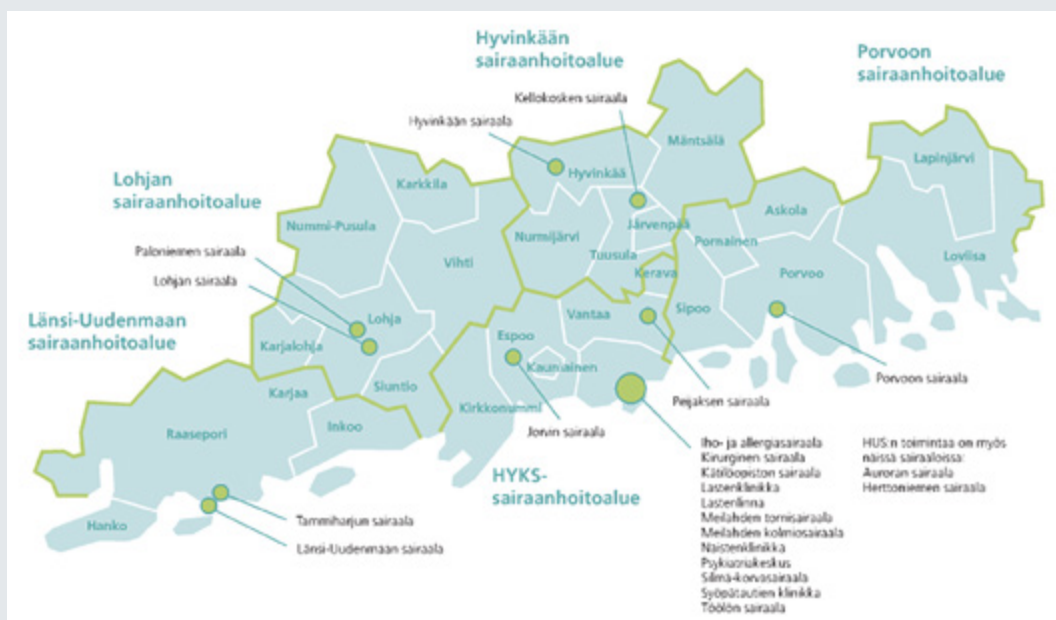 Hyvinkään
sairaanhoitoalue
Porvoon
sairaanhoitoalue
Kellokosken sairaala
Hyvinkään sairaala
Mäntsälä
Lapinjärvi
Hyvinkää
Karkkila
Lohjan
sairaanhoitoalue
Askola
Nummi-Pusula
Järvenpää
Nurmijärvi
Pornainen
Paloniemen sairaala
Tuusula
Loviisa
Vihti
Kerava
Porvoo
Lohjan sairaala
Sipoo
Vantaa
Länsi-Uudenmaan
sairaanhoitoalue
Lohja
Espoo
Karjalohja
Kauniainen
Porvoon sairaala
Siuntio
Karjaa
Peijaksen sairaala
Kirkkonummi
Inkoo
Jorvin sairaala
Raasepori
HYKS-
sairaanhoitoalue
Iho- ja allergiasairaala
Kirurginen sairaala
Kätilöopiston sairaala
Lastenklinikka
Lastenlinna
Meilahden tornisairaala
Meilahden kolmiosairaala
Naistenklinikka
Psykiatriakeskus
Silmä-korvasairaala
Syöpätautien klinikka
Töölön sairaala
HUS:n toimintaa on myös
näissä sairaaloissa:
Auroran sairaala
Herttoniemen sairaala
Hanko
Tammiharjun sairaala
Länsi-Uudenmaan sairaala